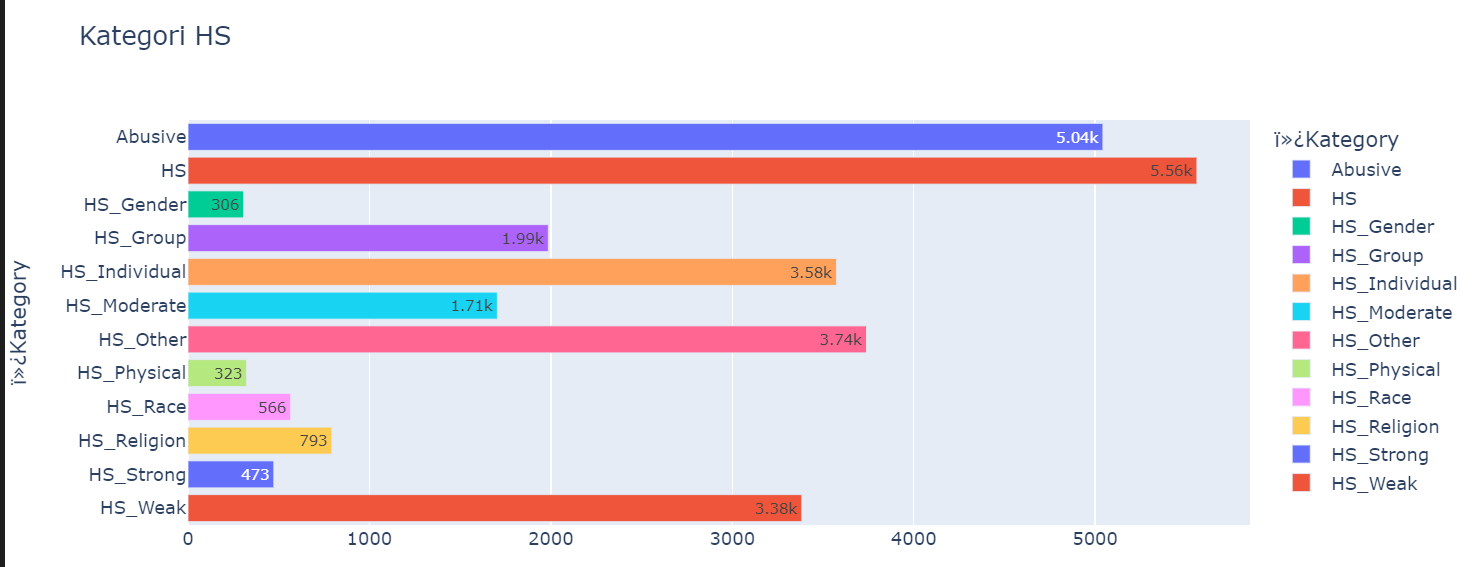 Kategori HS
ï»¿Kategory
Abusive
HS
HS_Gender
HS_Group
HS_Individual
HS_Moderate
HS_Other
HS_Physical
HS_Race
HS_Religion
HS_Strong
HS_Weak
5.04k
5.56k
306
1.99k
3.58k
1.71k
3.74k
323
566
793
473
3.38k
0 1000 2000 3000 4000 5000
ï»¿Kategory
Abusive
HS
HS_Gender
HS_Group
HS_Individual
HS_Moderate
HS_Other
HS_Physical
HS_Race
HS_Religion
HS_Strong
HS_Weak